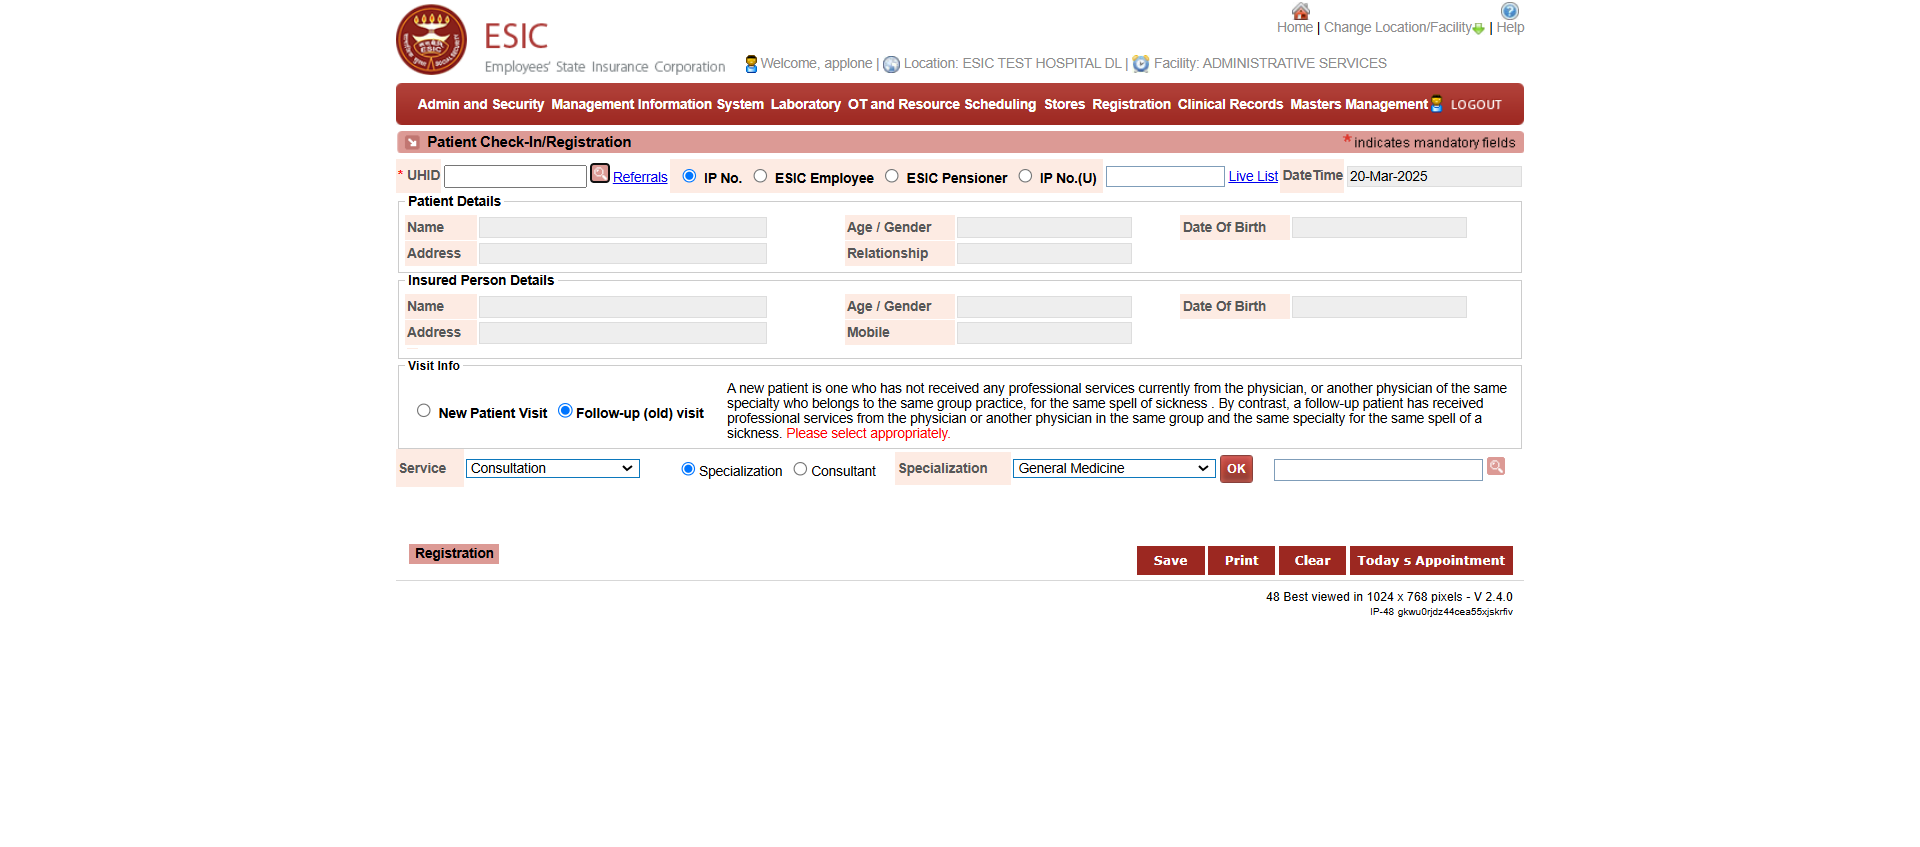 ESIC
Employees' State Insurance Corporation
Home | Change Location/Facility | Help
Welcome, applone | Location: ESIC TEST HOSPITAL DL | Facility: ADMINISTRATIVE SERVICES
Admin and Security Management Information System Laboratory OT and Resource Scheduling Stores Registration Clinical Records Masters Management LOGOUT
Patient Check-In/Registration * indicates mandatory fields
* UHID Referrals IP No. ESIC Employee ESIC Pensioner IP No.(U) Live List DateTime 20-Mar-2025
Patient Details
Name Age / Gender Date Of Birth
Address Relationship
Insured Person Details
Name Age / Gender Date Of Birth
Address Mobile
Visit Info
New Patient Visit Follow-up (old) visit
A new patient is one who has not received any professional services currently from the physician, or another physician of the same
specialty who belongs to the same group practice, for the same spell of sickness . By contrast, a follow-up patient has received
professional services from the physician or another physician in the same group and the same specialty for the same spell of a
sickness. Please select appropriately.
Service Consultation Specialization Consultant Specialization General Medicine OK
Registration
Save Print Clear Today s Appointment
48 Best viewed in 1024 x 768 pixels - V 2.4.0
IP-48 gkwu0rjdz44cea55xjskrfiv